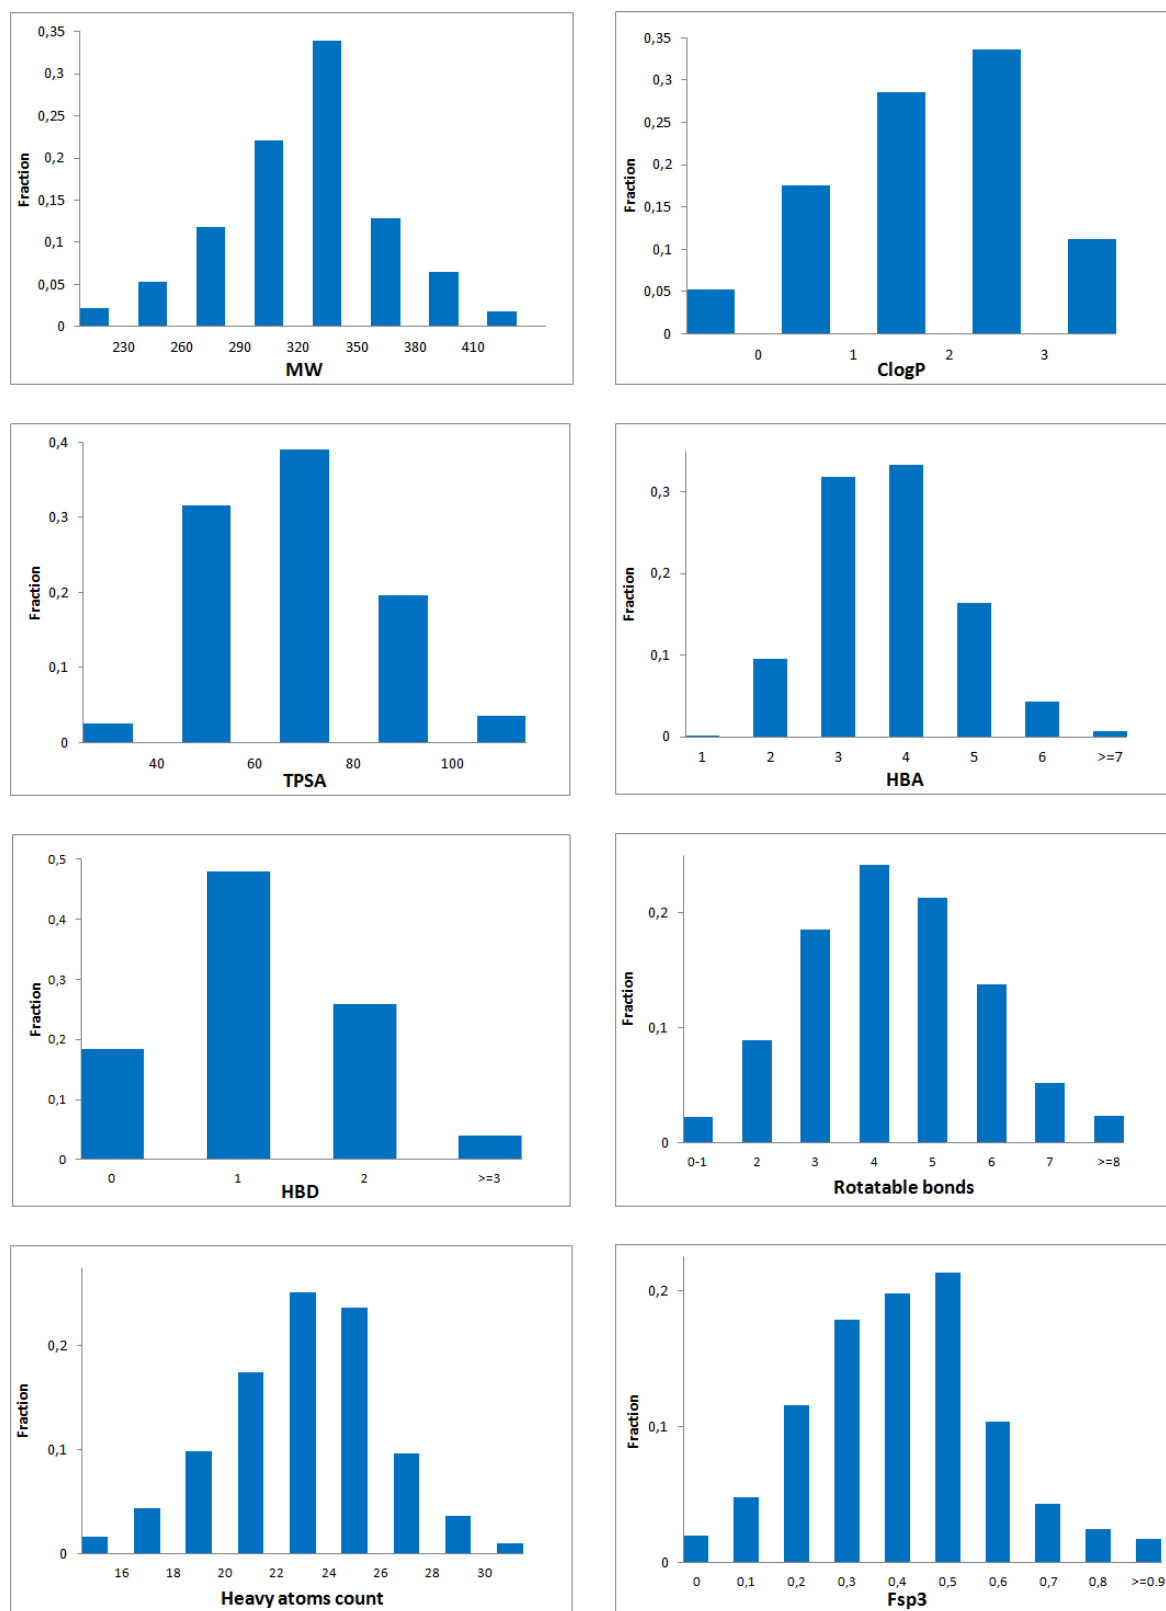 0,35
0,3
0,25
0,2
0,15
0,1
0,05
0
Fraction
230 260 290 320 350 380 410
MW
0,35
0,3
0,25
0,2
0,15
0,1
0,05
0
Fraction
0 1 2 3
ClogP
0,4
0,3
0,2
0,1
0
Fraction
40 60 80 100
TPSA
0,3
0,2
0,1
0
Fraction
1 2 3 4 5 6 >=7
HBA
0,5
0,4
0,3
0,2
0,1
0
Fraction
0 1 2 >=3
HBD
0,2
0,1
0
Fraction
0-1 2 3 4 5 6 7 >=8
Rotatable bonds
0,2
0,1
0
Fraction
16 18 20 22 24 26 28 30
Heavy atoms count
0,2
0,1
0
Fraction
0 0,1 0,2 0,3 0,4 0,5 0,6 0,7 0,8 >=0.9
Fsp3